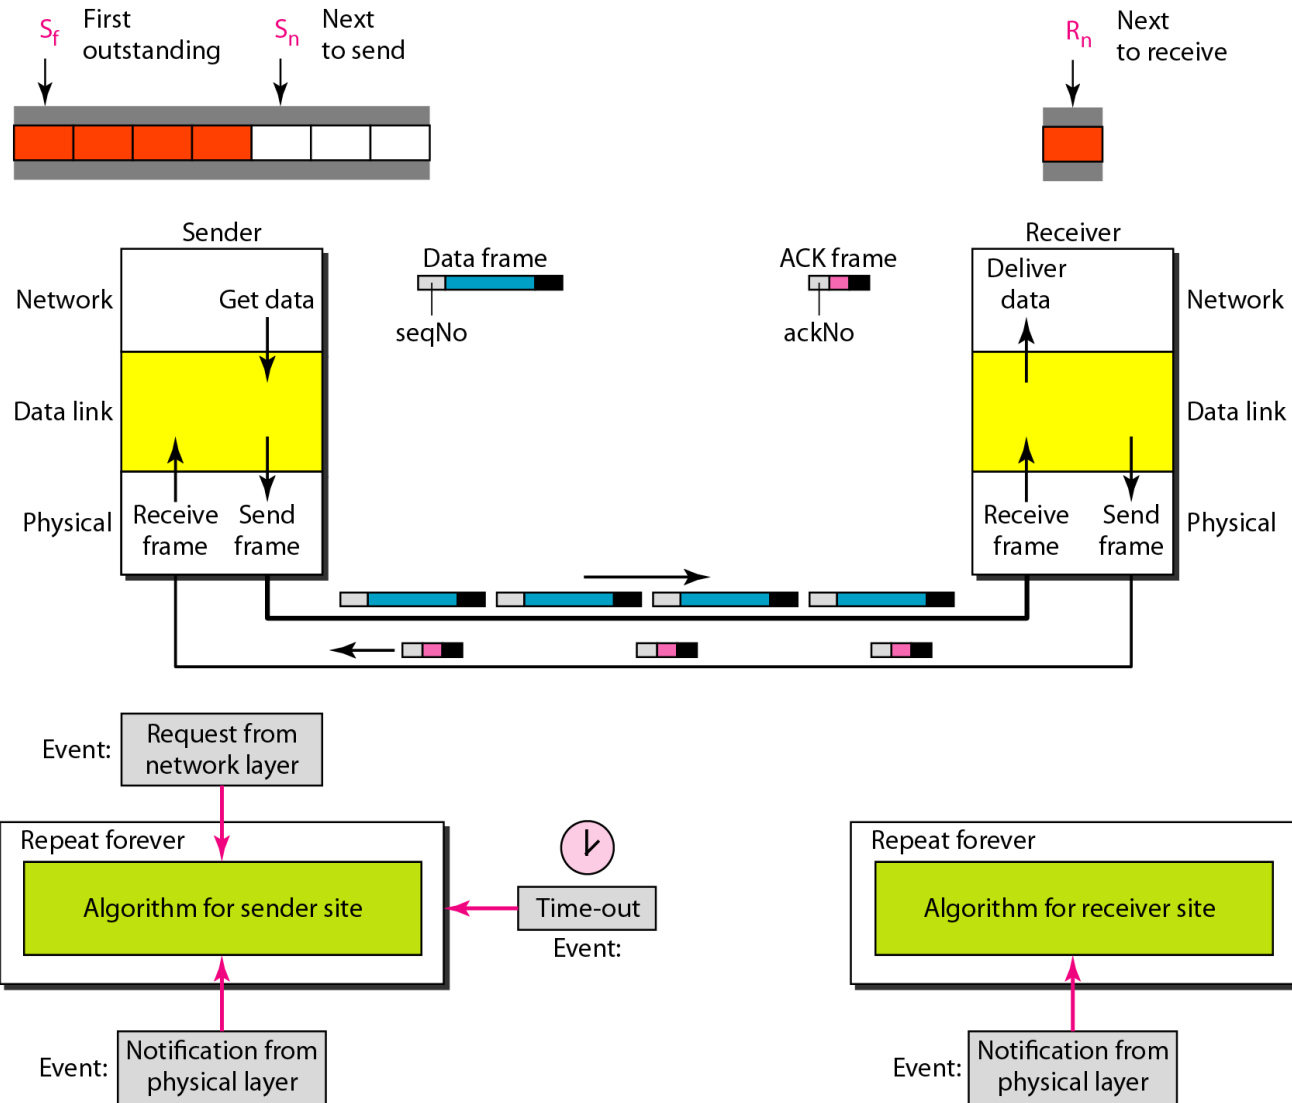 Sf First outstanding
Sn Next to send
Rn Next to receive
Sender
Receiver
Data frame
seqNo
ACK frame
ackNo
Network
Get data
Deliver data
Network
Data link
Data link
Physical
Receive frame
Send frame
Receive frame
Send frame
Physical
Event:
Request from network layer
Repeat forever
Algorithm for sender site
Time-out
Event:
Repeat forever
Algorithm for receiver site
Event:
Notification from physical layer
Event:
Notification from physical layer